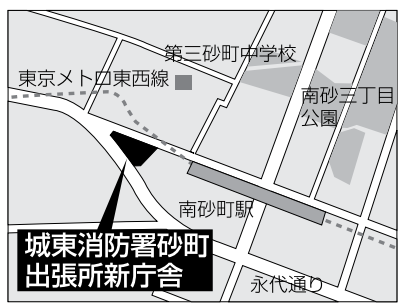 第三砂町中学校
東京メトロ東西線
南砂三丁目
公園
南砂町駅
城東消防署砂町
出張所新庁舎
永代通り